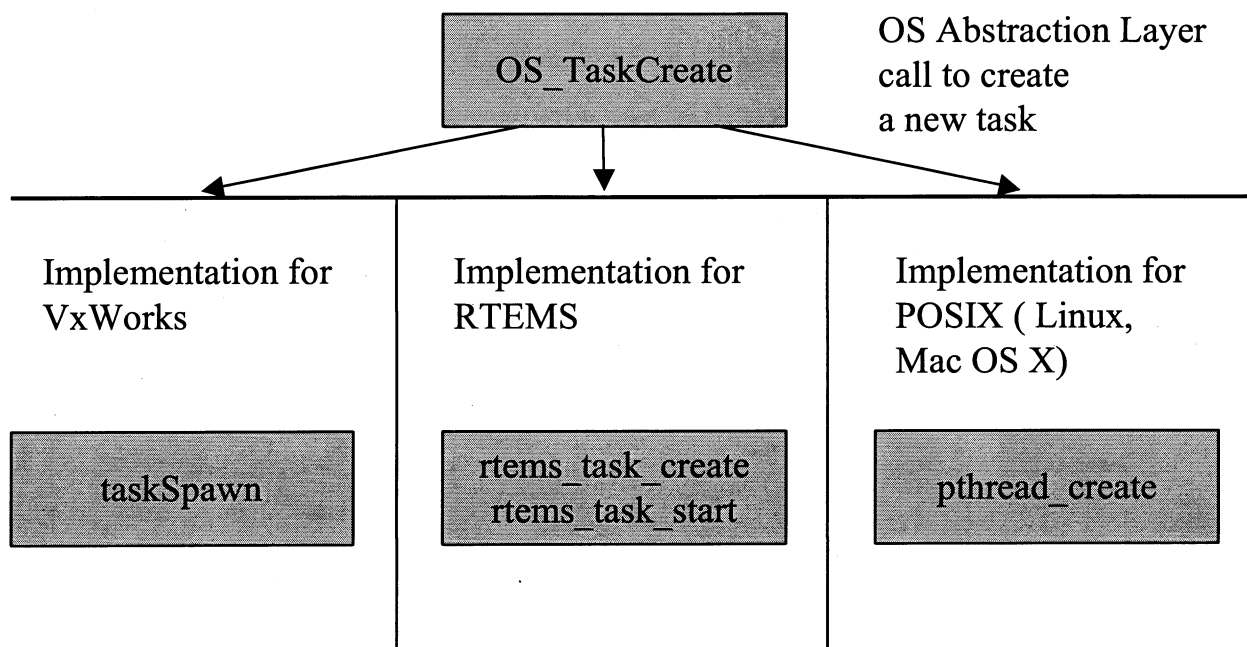 OS_TaskCreate
OS Abstraction Layer
call to create
a new task
Implementation for
VxWorks
Implementation for
RTEMS
Implementation for
POSIX ( Linux,
Mac OS X)
taskSpawn
rtems_task_create
rtems_task_start
pthread_create